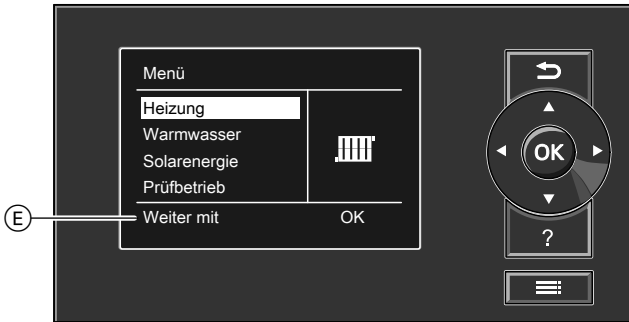 Menü
Heizung
Warmwasser
Solarenergie
Prüfbetrieb
Weiter mit OK
E
OK
?